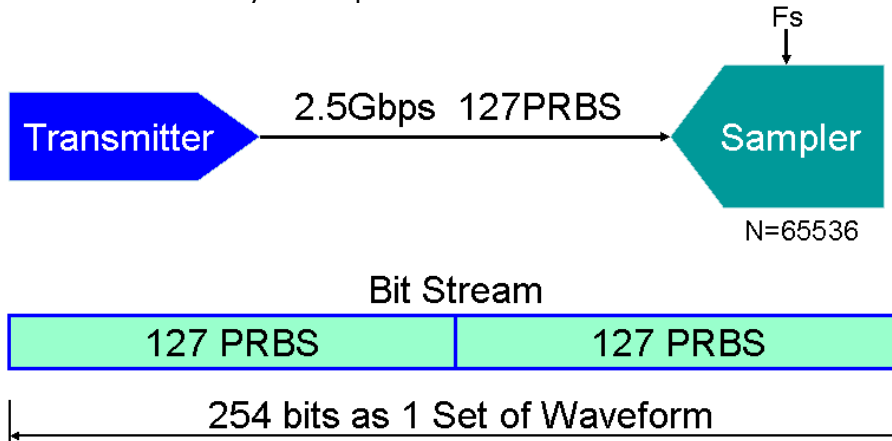 Fs
2.5Gbps 127PRBS
Transmitter
Sampler
N=65536
Bit Stream
127 PRBS 127 PRBS
254 bits as 1 Set of Waveform